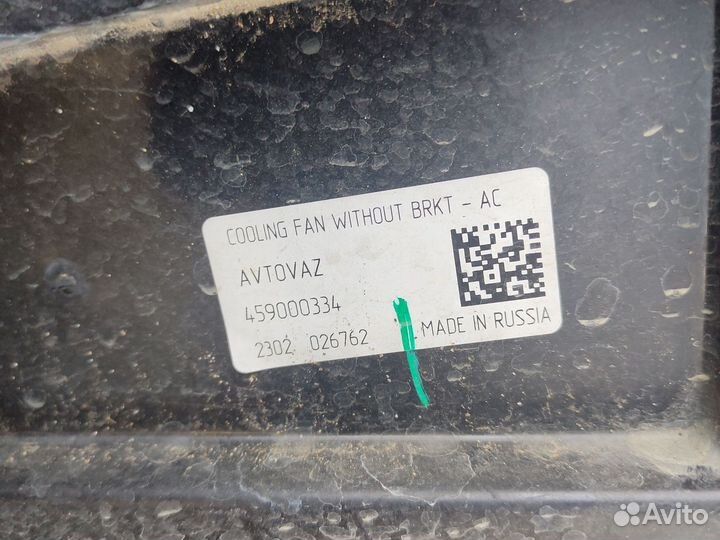 COOLING FAN WITHOUT BRKT - AC
AVTOVAZ
459000334
2302 026762
MADE IN RUSSIA
Avito